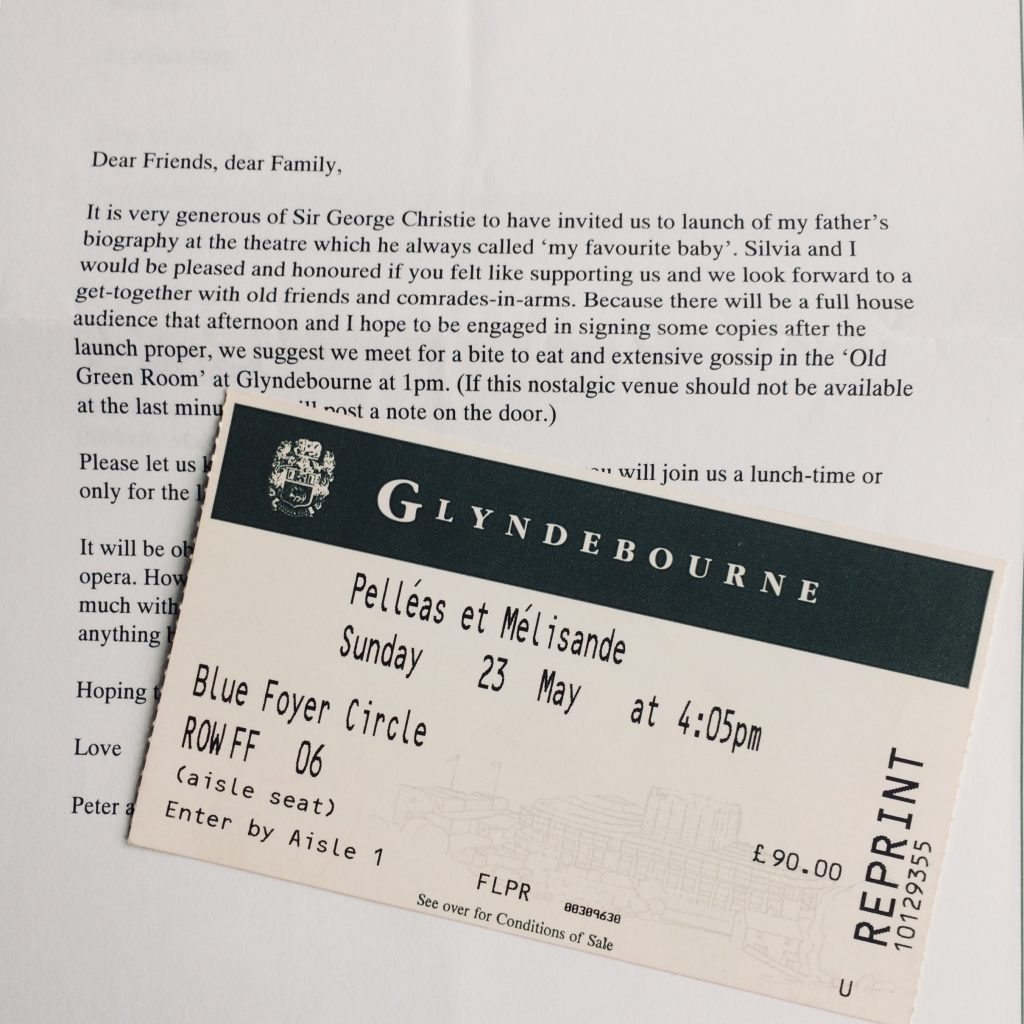 Dear Friends, dear Family,
It is very generous of Sir George Christie to have invited us to launch of my father's
biography at the theatre which he always called 'my favourite baby'. Silvia and I
would be pleased and honoured if you felt like supporting us and we look forward to a
get-together with old friends and comrades-in-arms. Because there will be a full house
audience that afternoon and I hope to be engaged in signing some copies after the
launch proper, we suggest we meet for a bite to eat and extensive gossip in the 'Old
Green Room' at Glyndebourne at 1pm. (If this nostalgic venue should not be available
at the last post a note on the door.)
Please let us will join us a lunch-time or
only for the
It will be
opera.
much with
anything
Hoping
Love
Peter
GLYNDEBOURNE
Pelléas et Mélisande
Sunday 23 May at 4:05pm
Blue Foyer Circle
ROW FF 06
(aisle seat)
Enter by Aisle 1
£90.00
FLPR 00309630
See over for Conditions of Sale
U
REPRINT
10129355